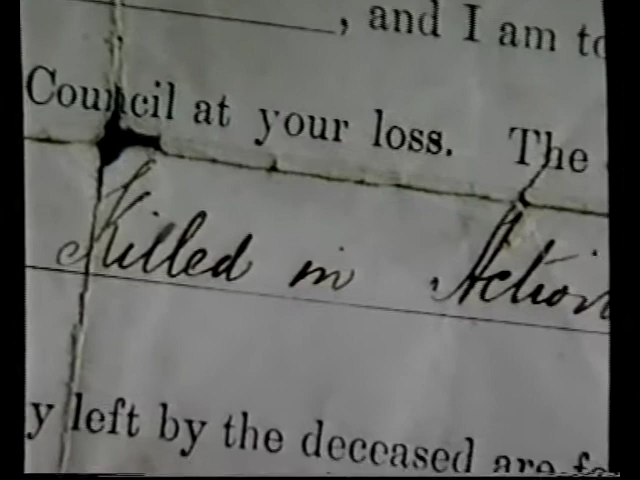 , and I am to
Council at your loss. The
Killed in Action
y left by the deceased are